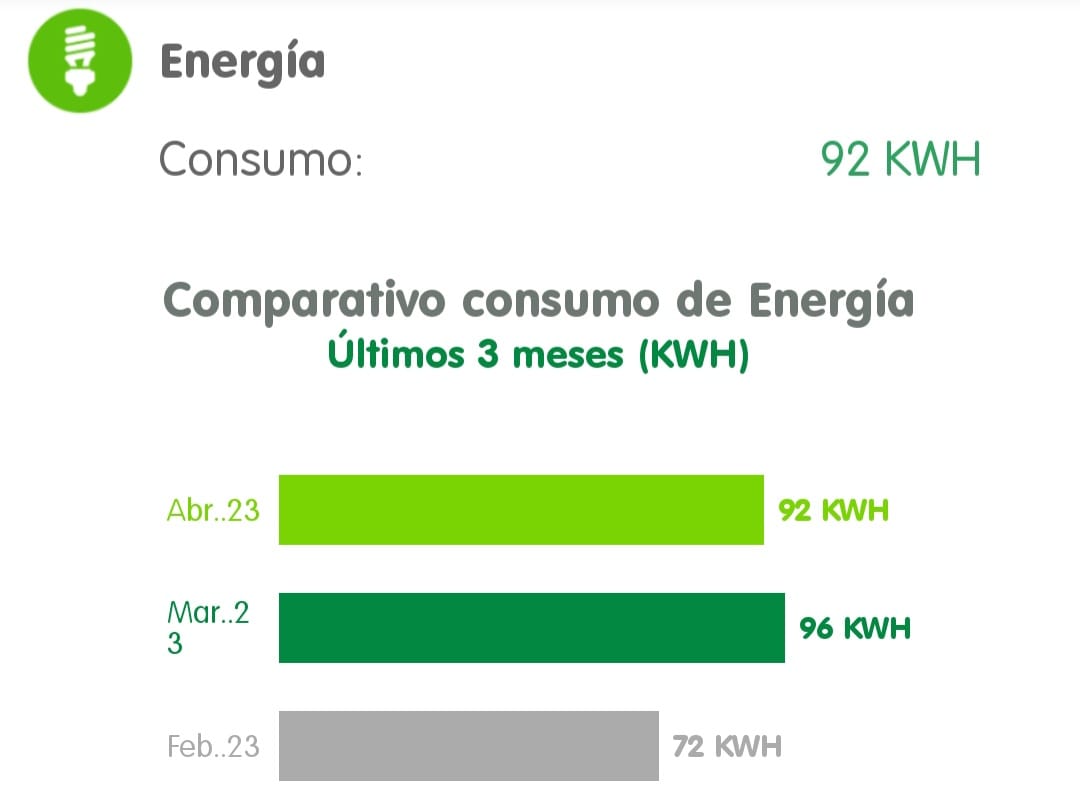 Energía
Consumo: 92 KWH
Comparativo consumo de Energía
Últimos 3 meses (KWH)
Abr..23 92 KWH
Mar..2
3
96 KWH
Feb..23 72 KWH